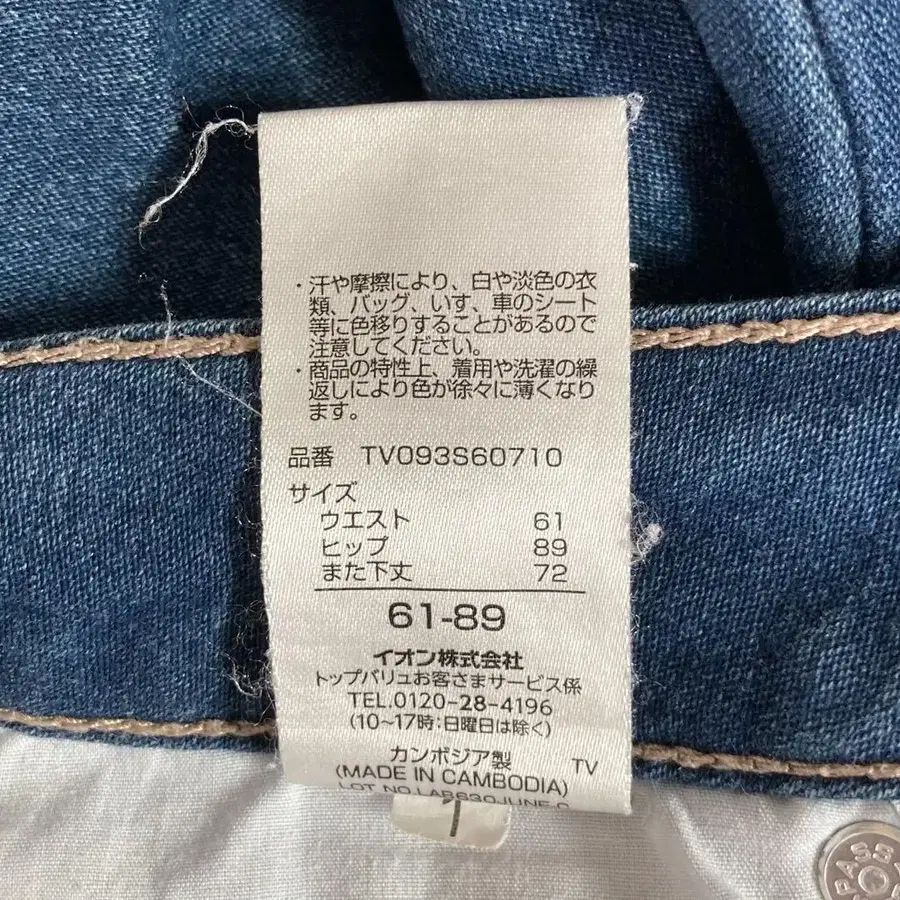 ・汗や摩擦により、白や淡色の衣
類、バッグ、いす、車のシート
等に色移りすることがあるので
注意してください。
・商品の特性上、着用や洗濯の繰
返しにより色が徐々に薄くなり
ます。
品番 TV093S60710
サイズ
ウエスト 61
ヒップ 89
また下丈 72
61-89
イオン株式会社
トップバリュお客さまサービス係
TEL.0120-28-4196
(10~17時:日曜日は除く)
カンボジア製 TV
(MADE IN CAMBODIA)
LOT NO.LAB630JUNE-C
PASS